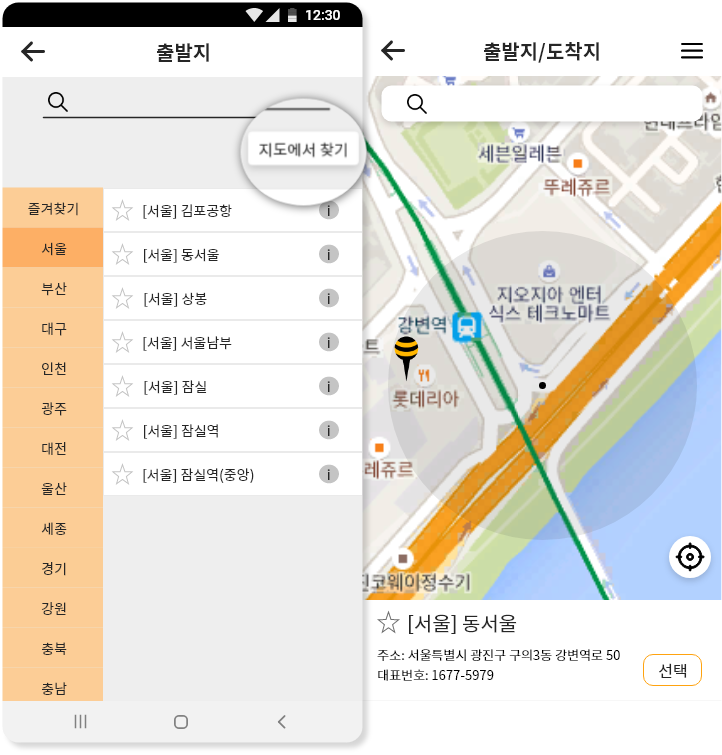 12:30
출발지
지도에서 찾기
즐겨찾기
서울
부산
대구
인천
광주
대전
울산
세종
경기
강원
충북
충남
[서울] 김포공항
[서울] 동서울
[서울] 상봉
[서울] 서울남부
[서울] 잠실
[서울] 잠실역
[서울] 잠실역(중앙)
출발지/도착지
세븐일레븐
뚜레쥬르
지오지아 엔터
식스 테크노마트
강변역
트
롯데리아
레쥬르
코웨이정수기
[서울] 동서울
주소: 서울특별시 광진구 구의3동 강변역로 50
대표번호: 1677-5979
선택